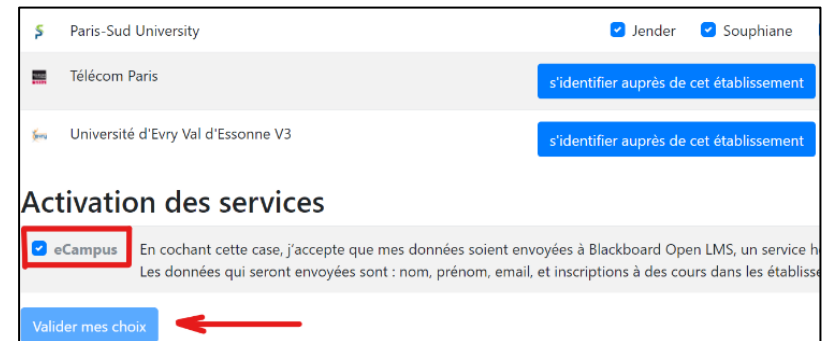 Paris-Sud University Jender Souphiane
Télécom Paris s'identifier auprès de cet établissement
Université d'Evry Val d'Essonne V3 s'identifier auprès de cet établissement
Activation des services
eCampus En cochant cette case, j'accepte que mes données soient envoyées à Blackboard Open LMS, un service
Les données qui seront envoyées sont : nom, prénom, email, et inscriptions à des cours dans les
Valider mes choix